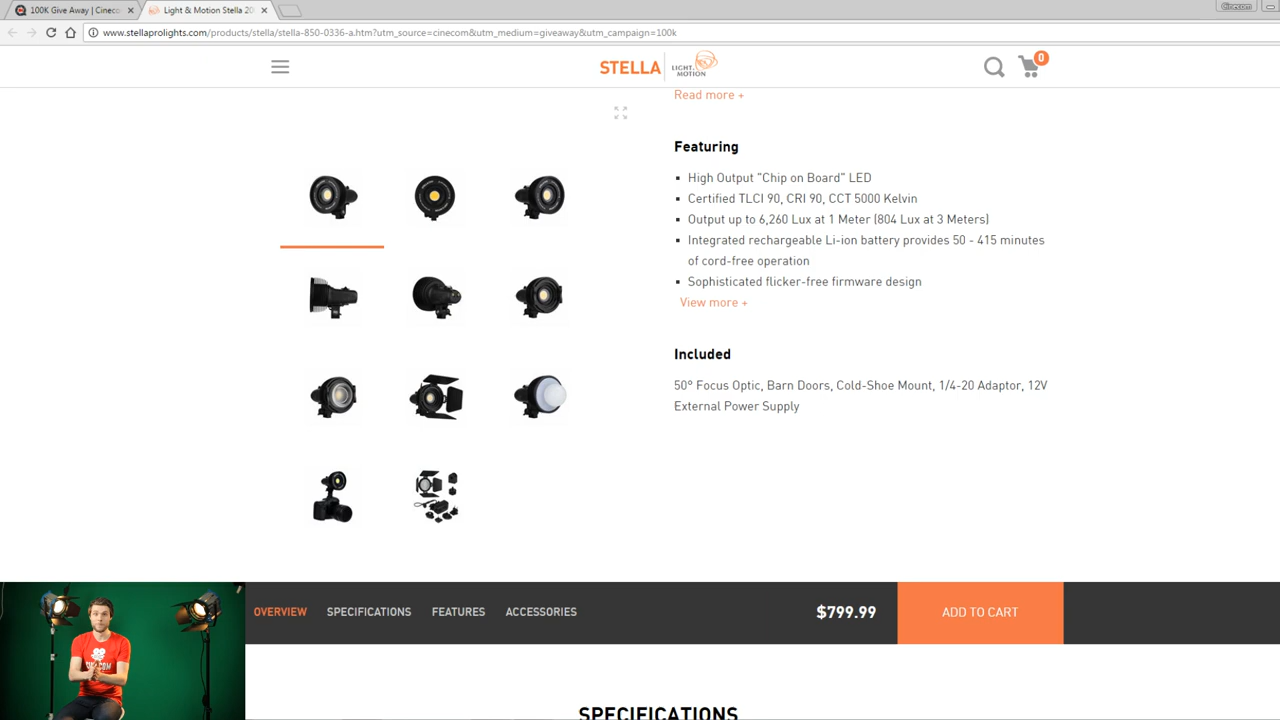 100K Give Away | Cineco
Light & Motion Stella 20
Cinecom
www.stellaprolights.com/products/stella/stella-850-0336-a.htm?utm_source=cinecom&utm_medium=giveaway&utm_campaign=100k
STELLA LIGHT & MOTION
0
Read more +
Featuring
High Output "Chip on Board" LED
Certified TLCI 90, CRI 90, CCT 5000 Kelvin
Output up to 6,260 Lux at 1 Meter (804 Lux at 3 Meters)
Integrated rechargeable Li-ion battery provides 50 - 415 minutes
of cord-free operation
Sophisticated flicker-free firmware design
View more +
Included
50° Focus Optic, Barn Doors, Cold-Shoe Mount, 1/4-20 Adaptor, 12V
External Power Supply
OVERVIEW SPECIFICATIONS FEATURES ACCESSORIES $799.99 ADD TO CART
SPECIFICATIONS